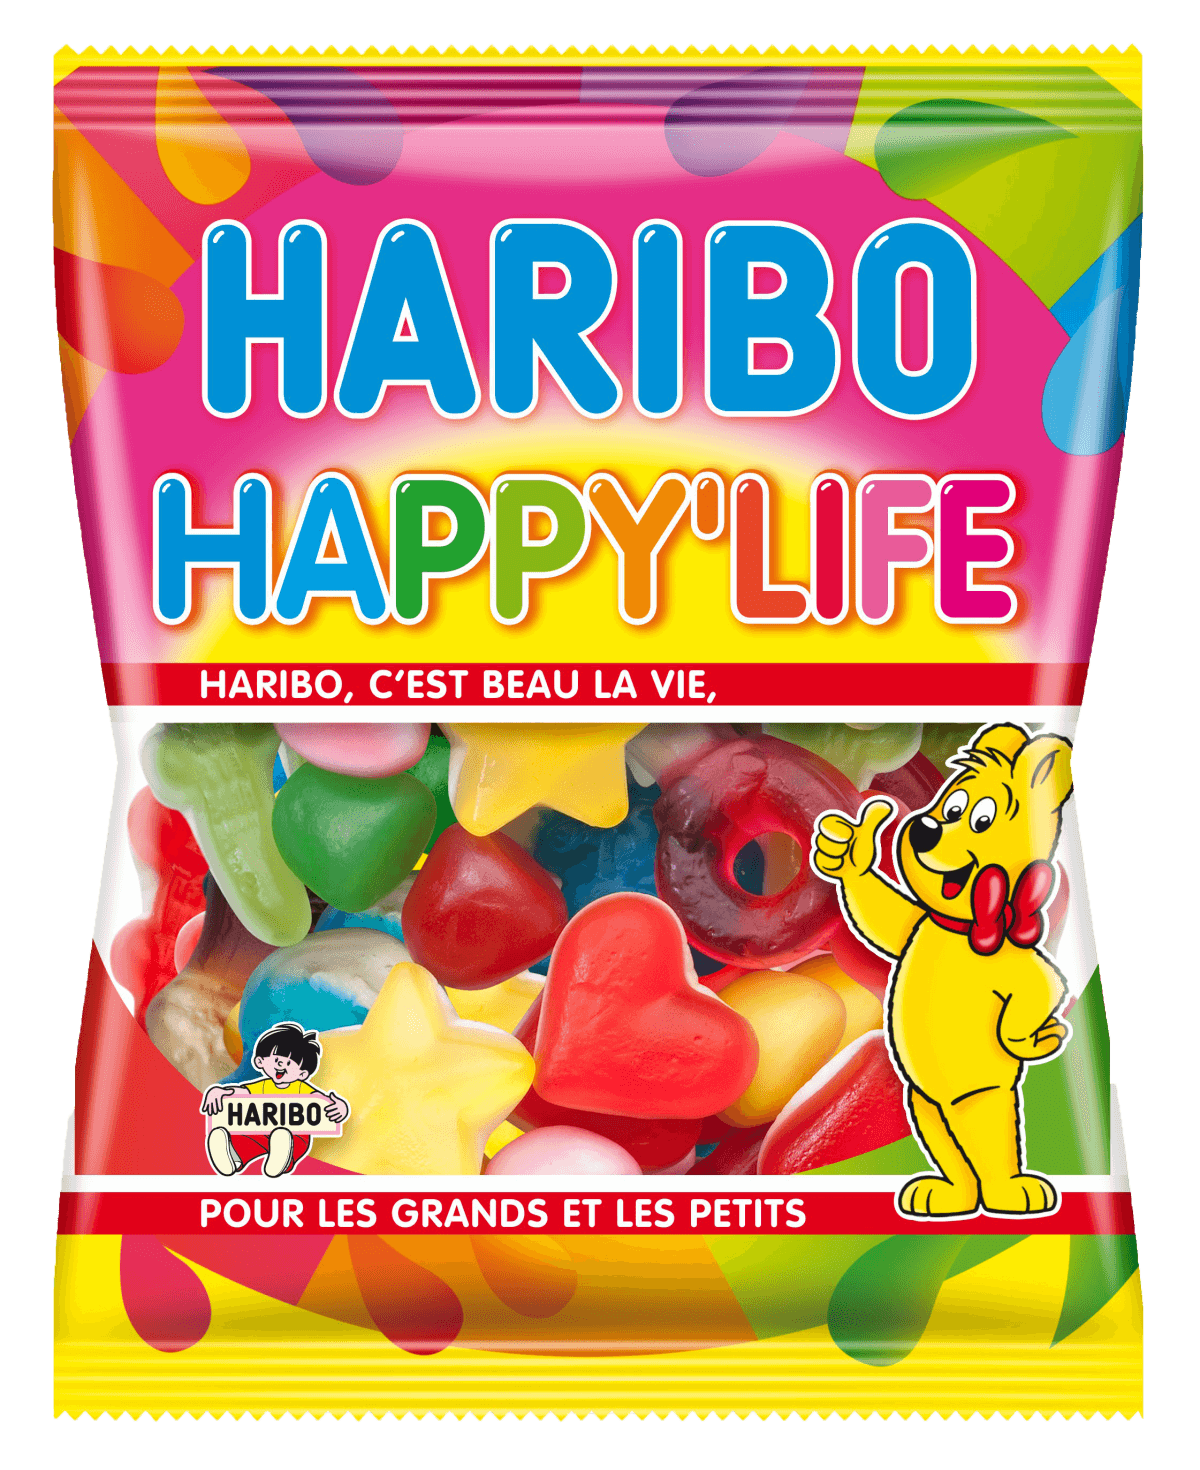 HARIBO
HAPPY'LIFE
HARIBO, C'EST BEAU LA VIE,
HARIBO
POUR LES GRANDS ET LES PETITS